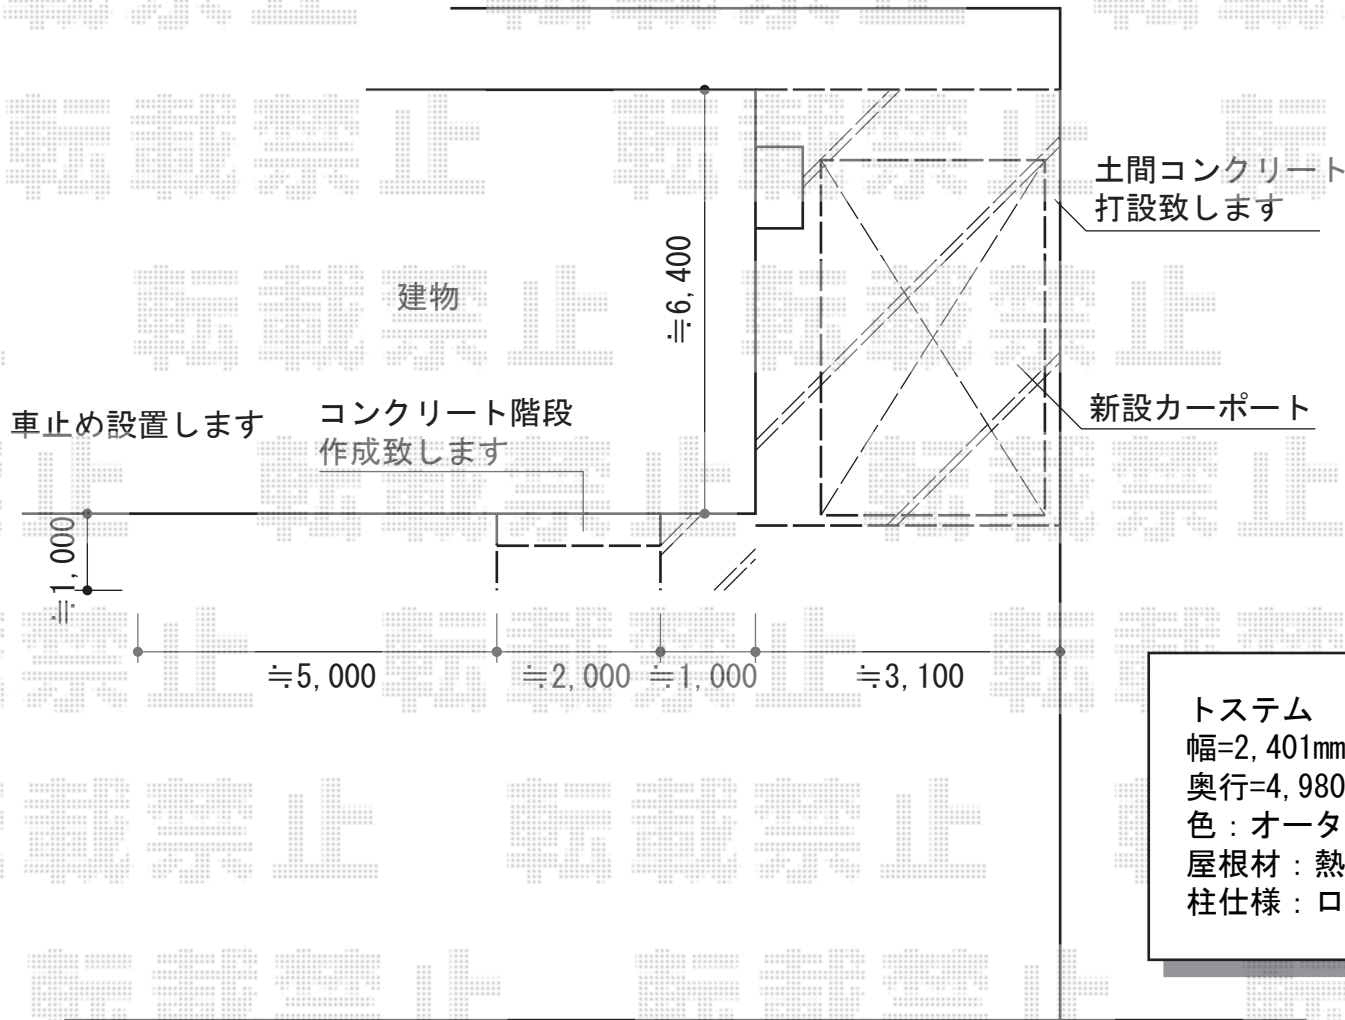 土間コンクリート
打設致します
建物
≒6,400
車止め設置します
コンクリート階段
作成致します
新設カーポート
≒1,000
≒5,000
≒2,000
≒1,000
≒3,100
トステム
幅=2,401mm
奥行=4,980
色：オータ
屋根材：熱
柱仕様：ロ
転載禁止